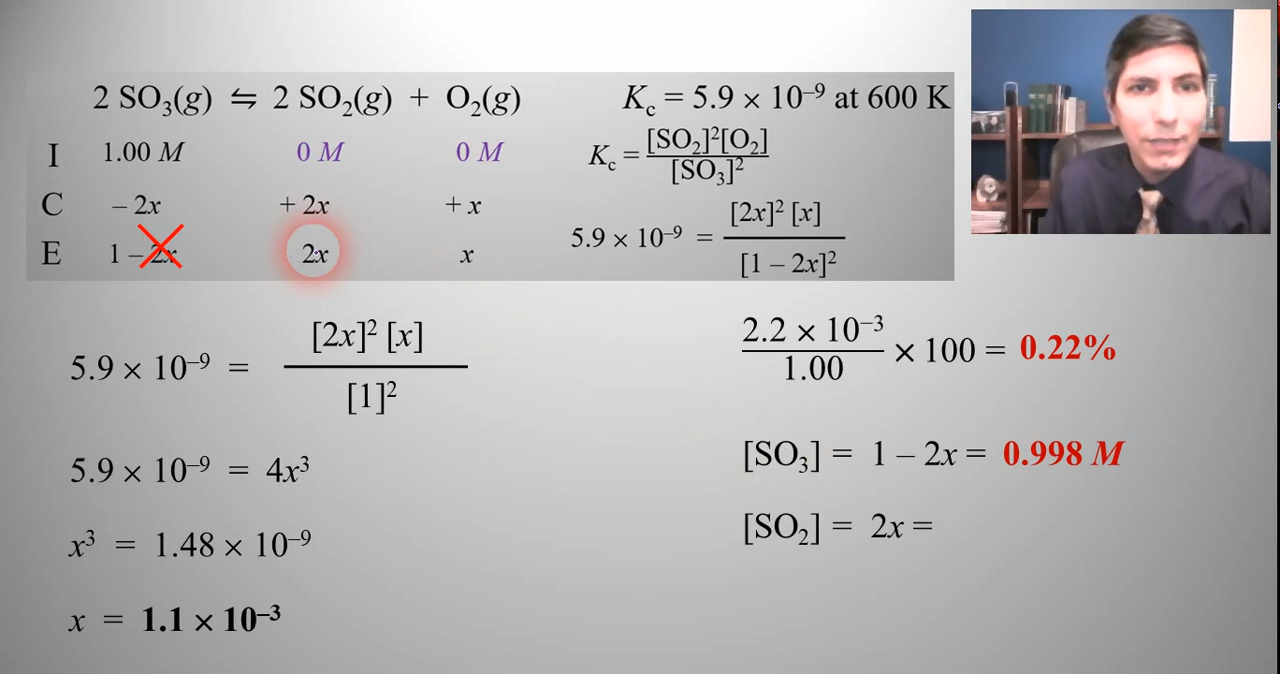 2 SO₃(g) ⇋ 2 SO₂(g) + O₂(g)
K_c = 5.9 × 10⁻⁹ at 600 K
I 1.00 M 0 M 0 M
K_c = [SO₂]²[O₂] / [SO₃]²
C – 2x + 2x + x
E 1 – 2x 2x x
5.9 × 10⁻⁹ = [2x]² [x] / [1 – 2x]²
5.9 × 10⁻⁹ = [2x]² [x] / [1]²
5.9 × 10⁻⁹ = 4x³
x³ = 1.48 × 10⁻⁹
x = 1.1 × 10⁻³
2.2 × 10⁻³ / 1.00 × 100 = 0.22%
[SO₃] = 1 – 2x = 0.998 M
[SO₂] = 2x =